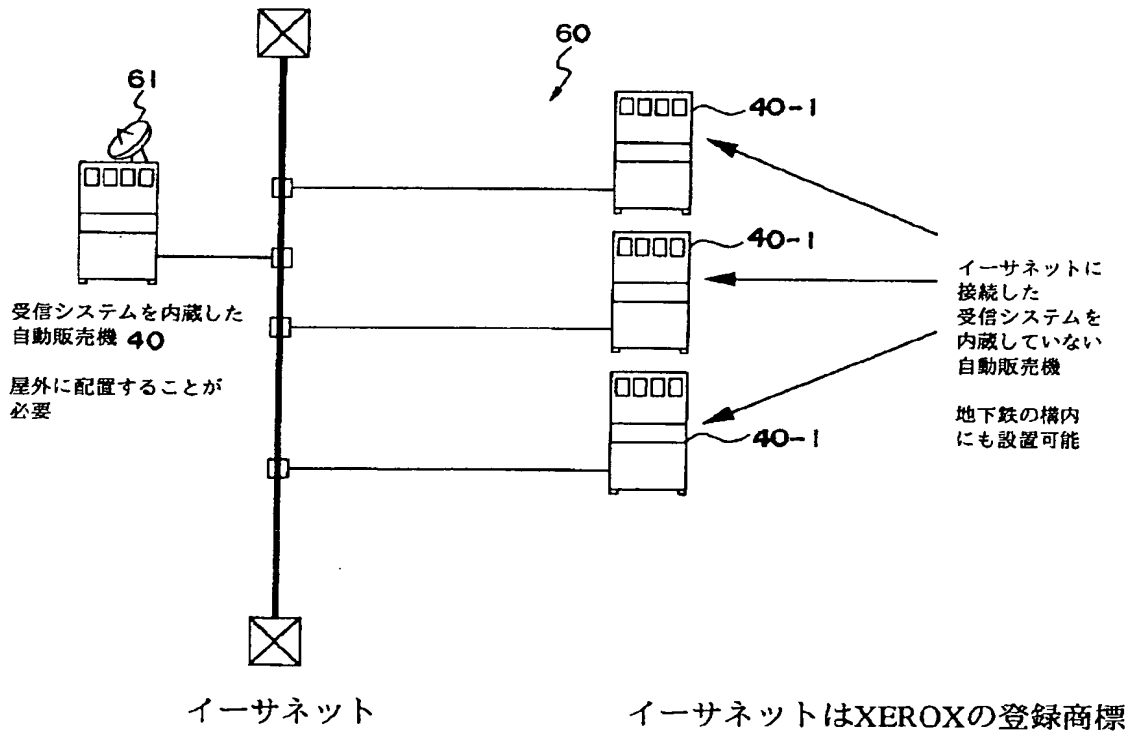 60
61
40-1
40-1
40-1
受信システムを内蔵した
自動販売機 40
屋外に配置することが
必要
イーサネットに
接続した
受信システムを
内蔵していない
自動販売機
地下鉄の構内
にも設置可能
イーサネット
イーサネットはXEROXの登録商標